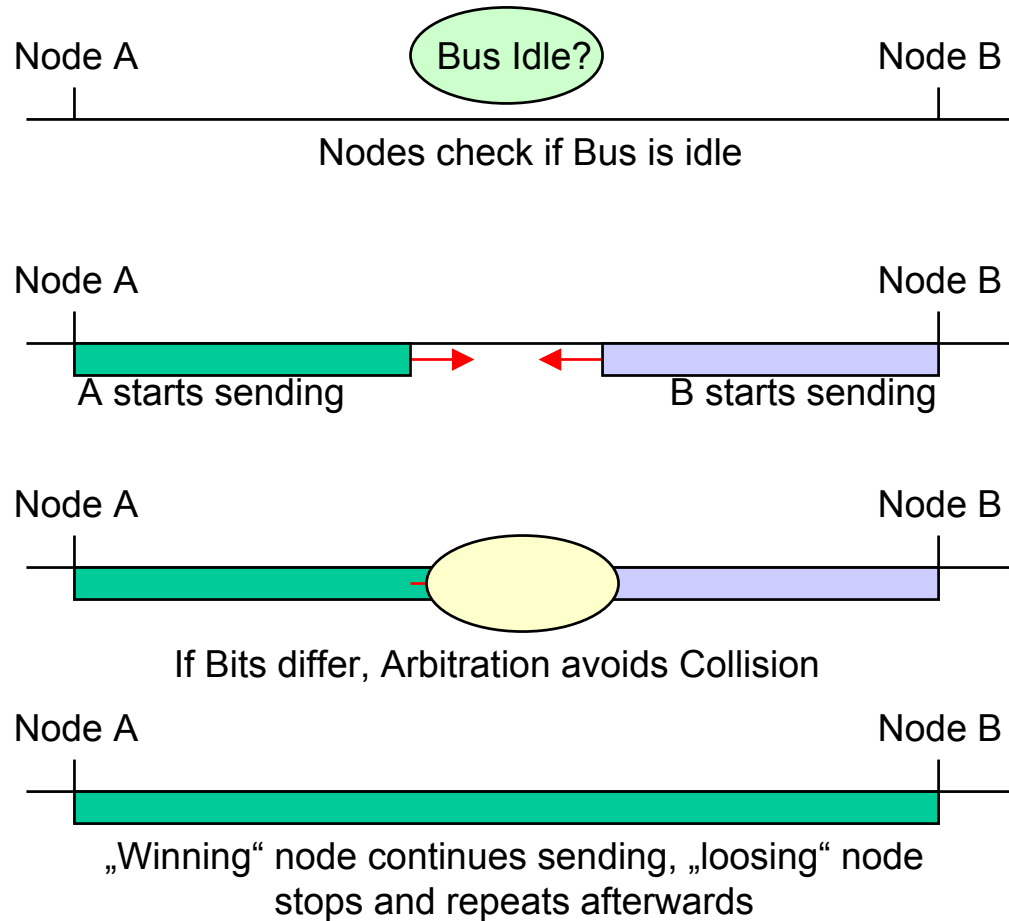 Node A
Bus Idle?
Node B
Nodes check if Bus is idle
Node A
Node B
A starts sending
B starts sending
Node A
Node B
If Bits differ, Arbitration avoids Collision
Node A
Node B
„Winning“ node continues sending, „loosing“ node
stops and repeats afterwards